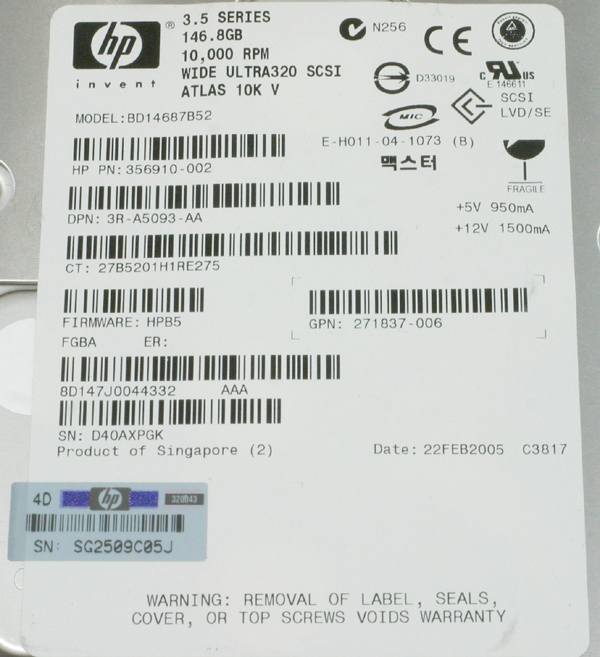 hp
®
invent
3.5 SERIES
146.8GB
10,000 RPM
WIDE ULTRA320 SCSI
ATLAS 10K V
MODEL: BD14687B52
N256
CE
D33019
C UL US
E 146611
SCSI
LVD/SE
MIC
E-H011-04-1073 (B)
맥스터
FRAGILE
HP PN: 356910-002
DPN: 3R-A5093-AA
+5V 950mA
+12V 1500mA
CT: 27B5201H1RE275
FIRMWARE: HPB5
GPN: 271837-006
FGBA ER:
8D147J0044332 AAA
SN: D40AXPGK
Product of Singapore (2)
Date: 22FEB2005 C3817
4D hp 320843
SN: SG2509C05J
WARNING: REMOVAL OF LABEL, SEALS,
COVER, OR TOP SCREWS VOIDS WARRANTY